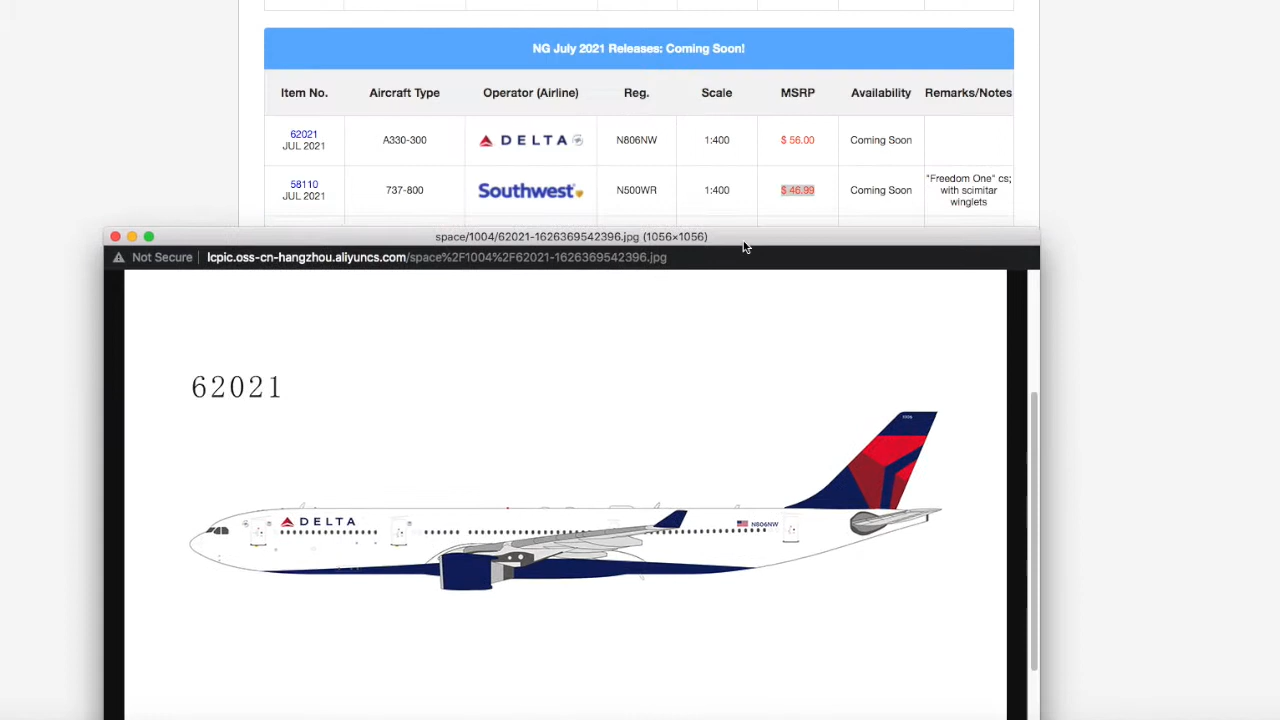 NG July 2021 Releases: Coming Soon!
Item No. Aircraft Type Operator (Airline) Reg. Scale MSRP Availability Remarks/Notes
62021
JUL 2021
A330-300
DELTA
N806NW
1:400
$ 56.00
Coming Soon
58110
JUL 2021
737-800
Southwest
N500WR
1:400
$ 46.99
Coming Soon
"Freedom One" cs;
with scimitar
winglets
space/1004/62021-1626369542396.jpg (1056×1056)
Not Secure lcpic.oss-cn-hangzhou.aliyuncs.com/space%2F1004%2F62021-1626369542396.jpg
62021
DELTA
N806NW